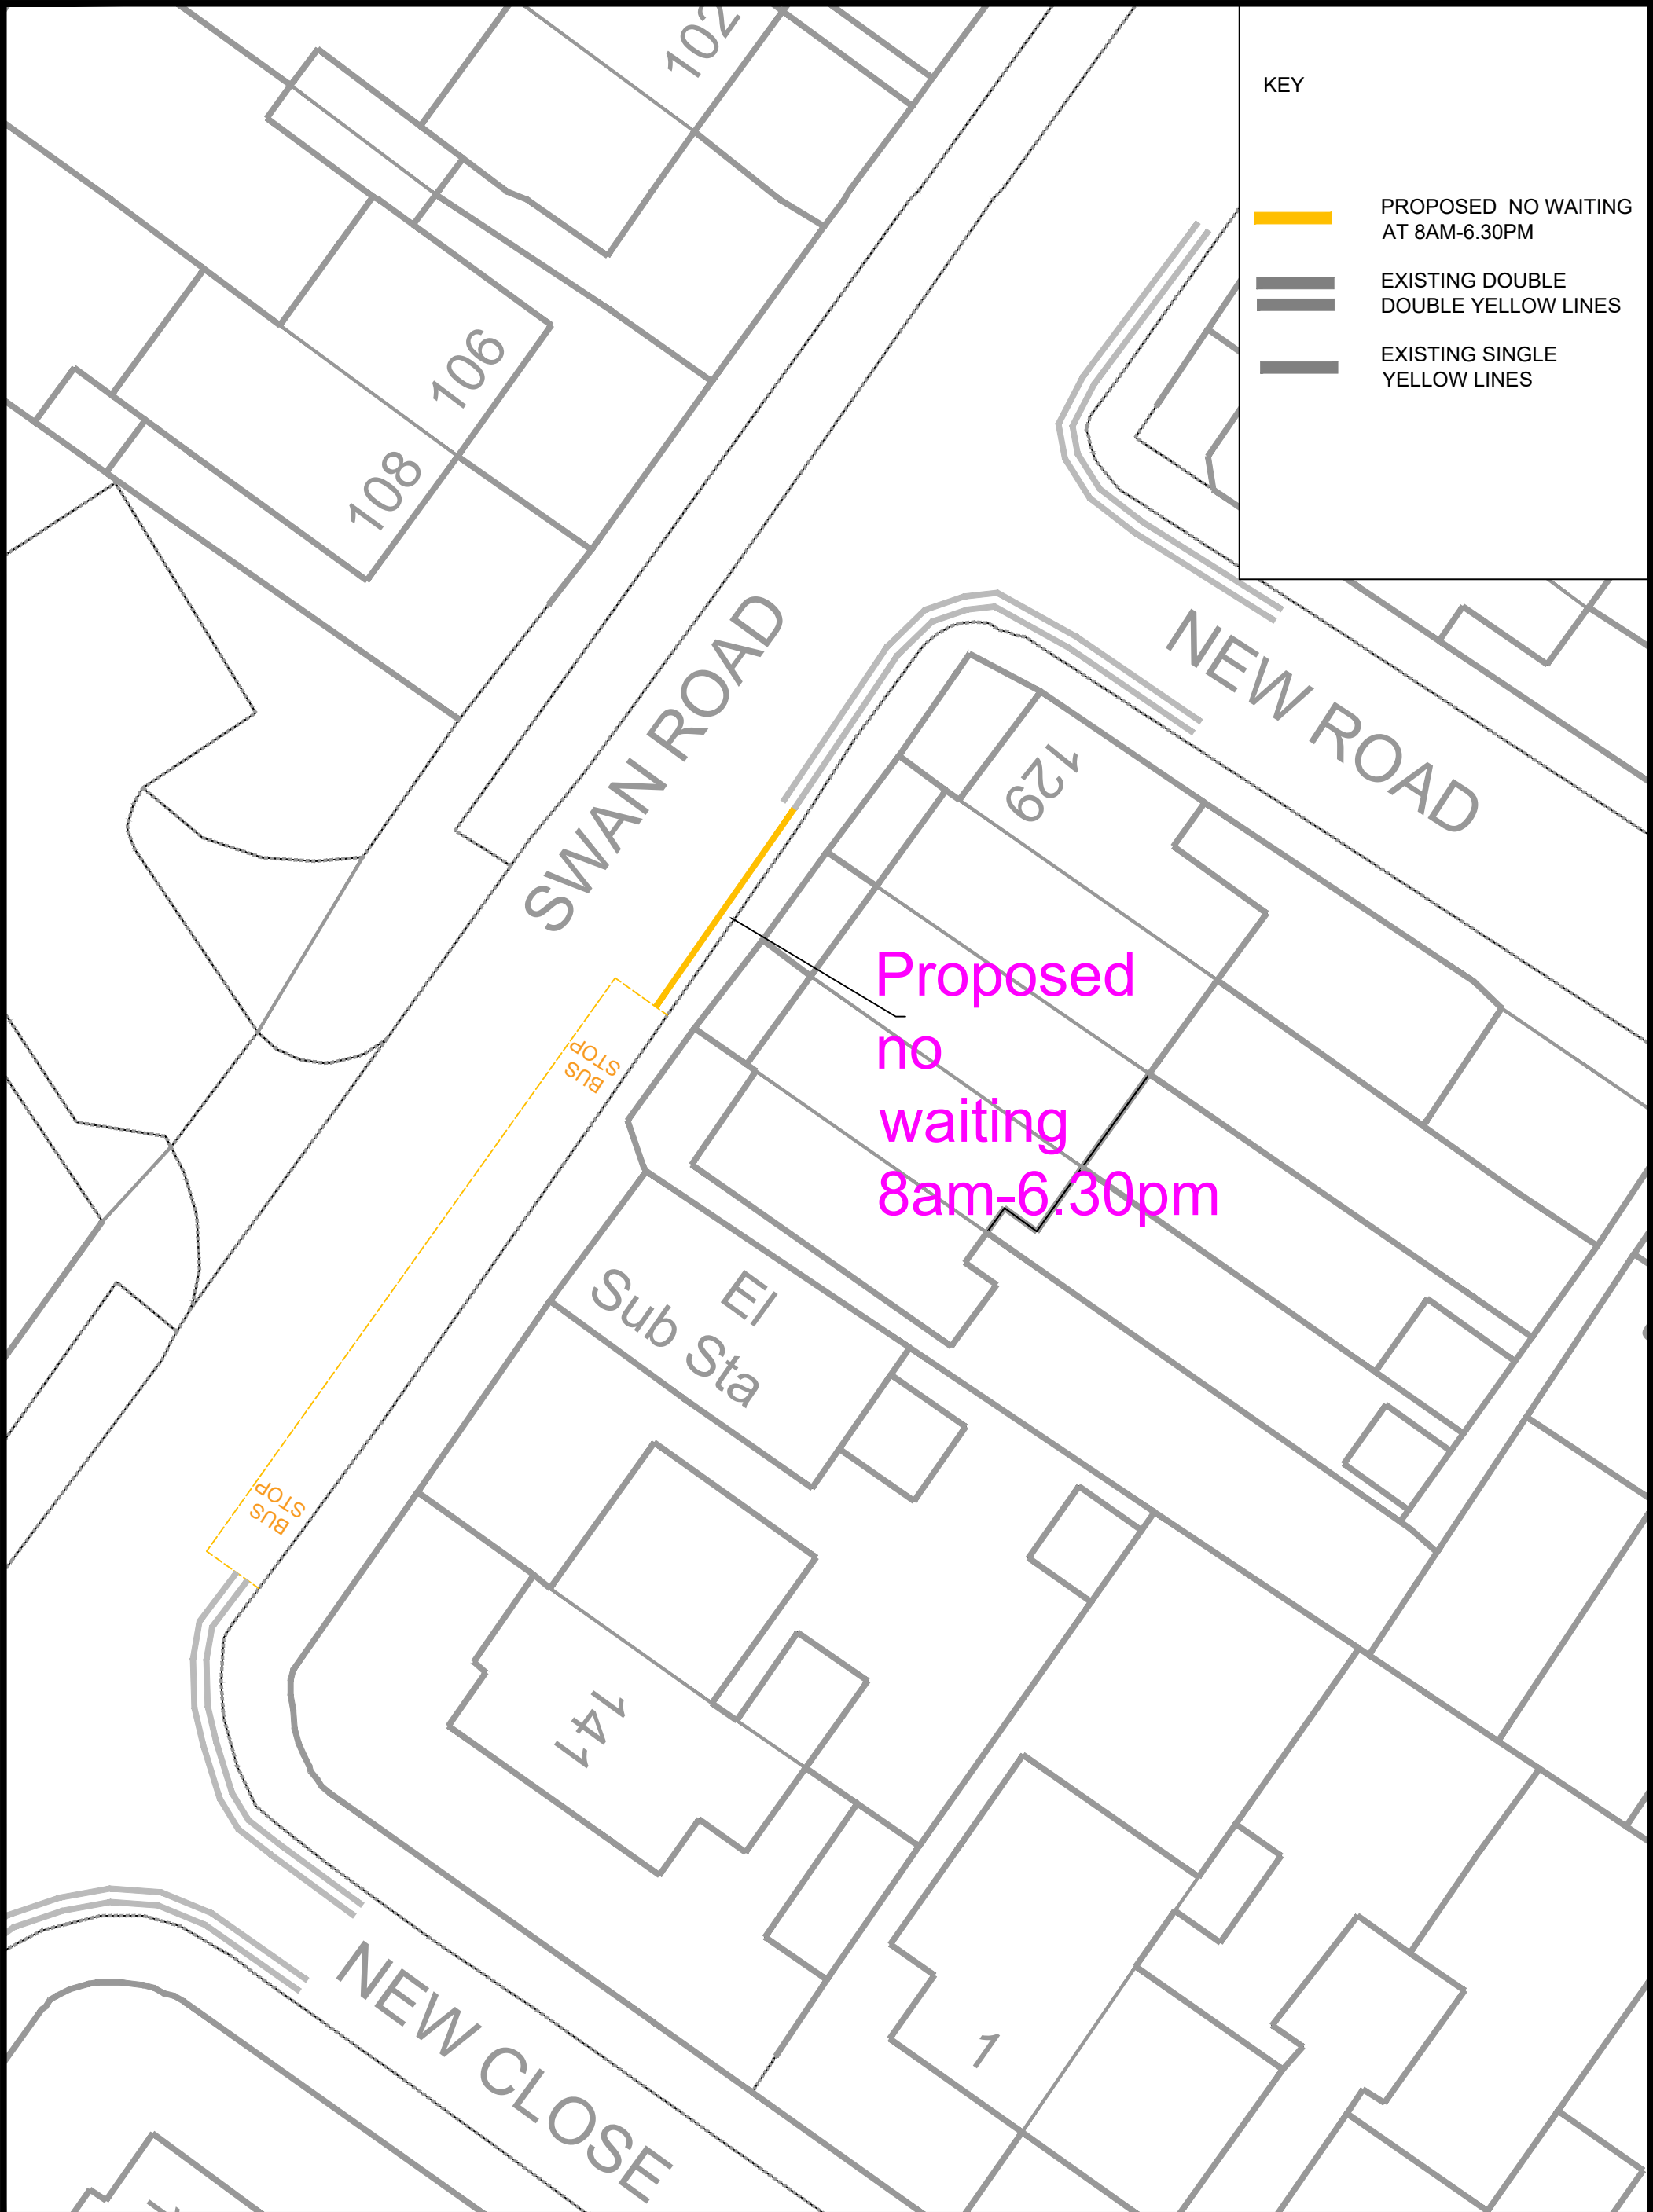 KEY
PROPOSED NO WAITING
AT 8AM-6.30PM
EXISTING DOUBLE
DOUBLE YELLOW LINES
EXISTING SINGLE
YELLOW LINES
102
106
108
SWAN ROAD
NEW ROAD
129
Proposed
no
waiting
8am-6.30pm
BUS
STOP
El
Sub Sta
BUS
STOP
141
NEW CLOSE
1